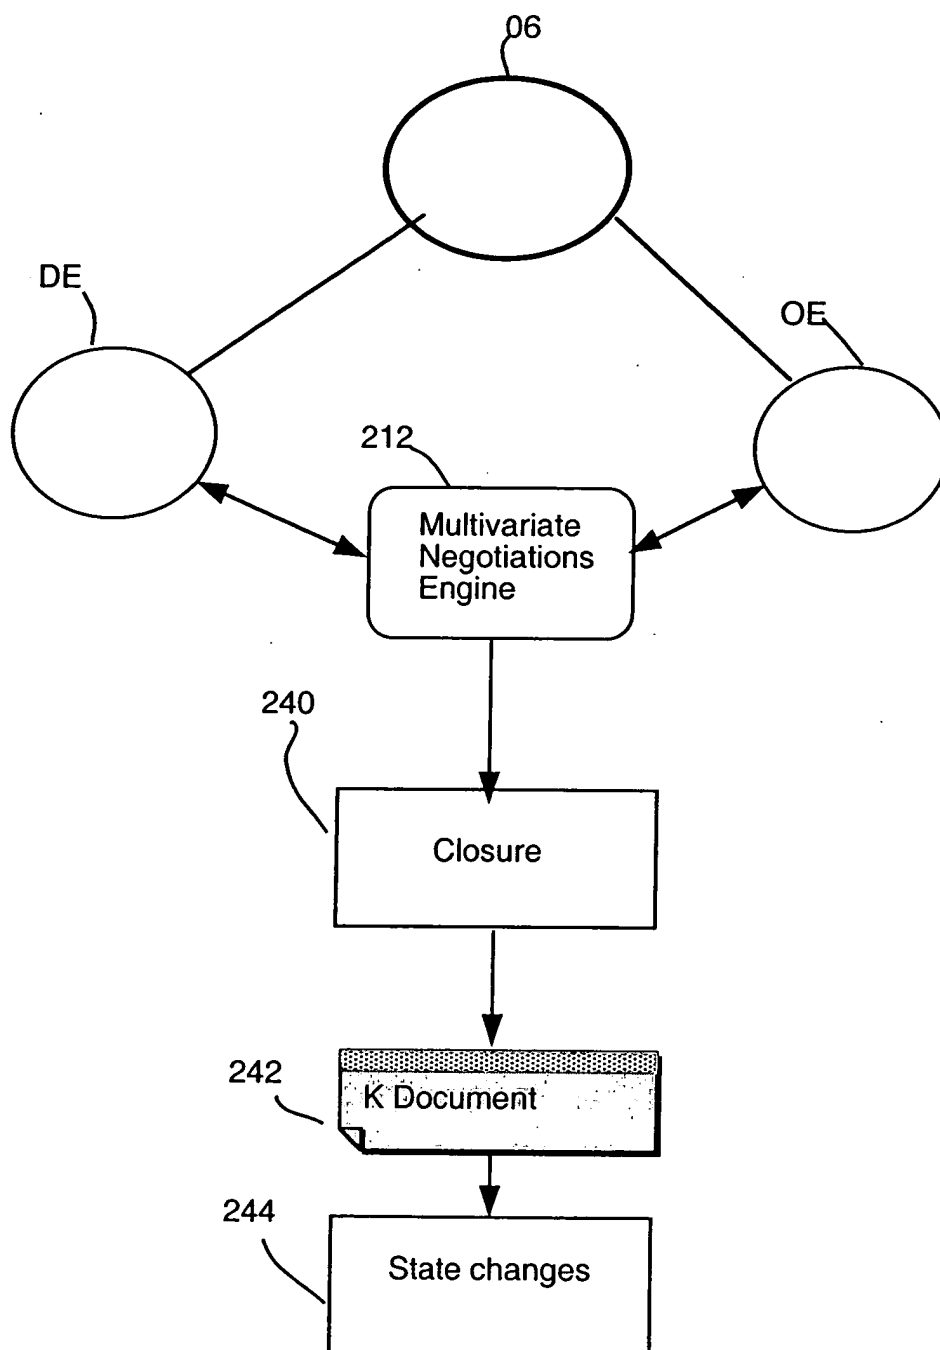 06
DE
OE
212
Multivariate
Negotiations
Engine
240
Closure
242
K Document
244
State changes